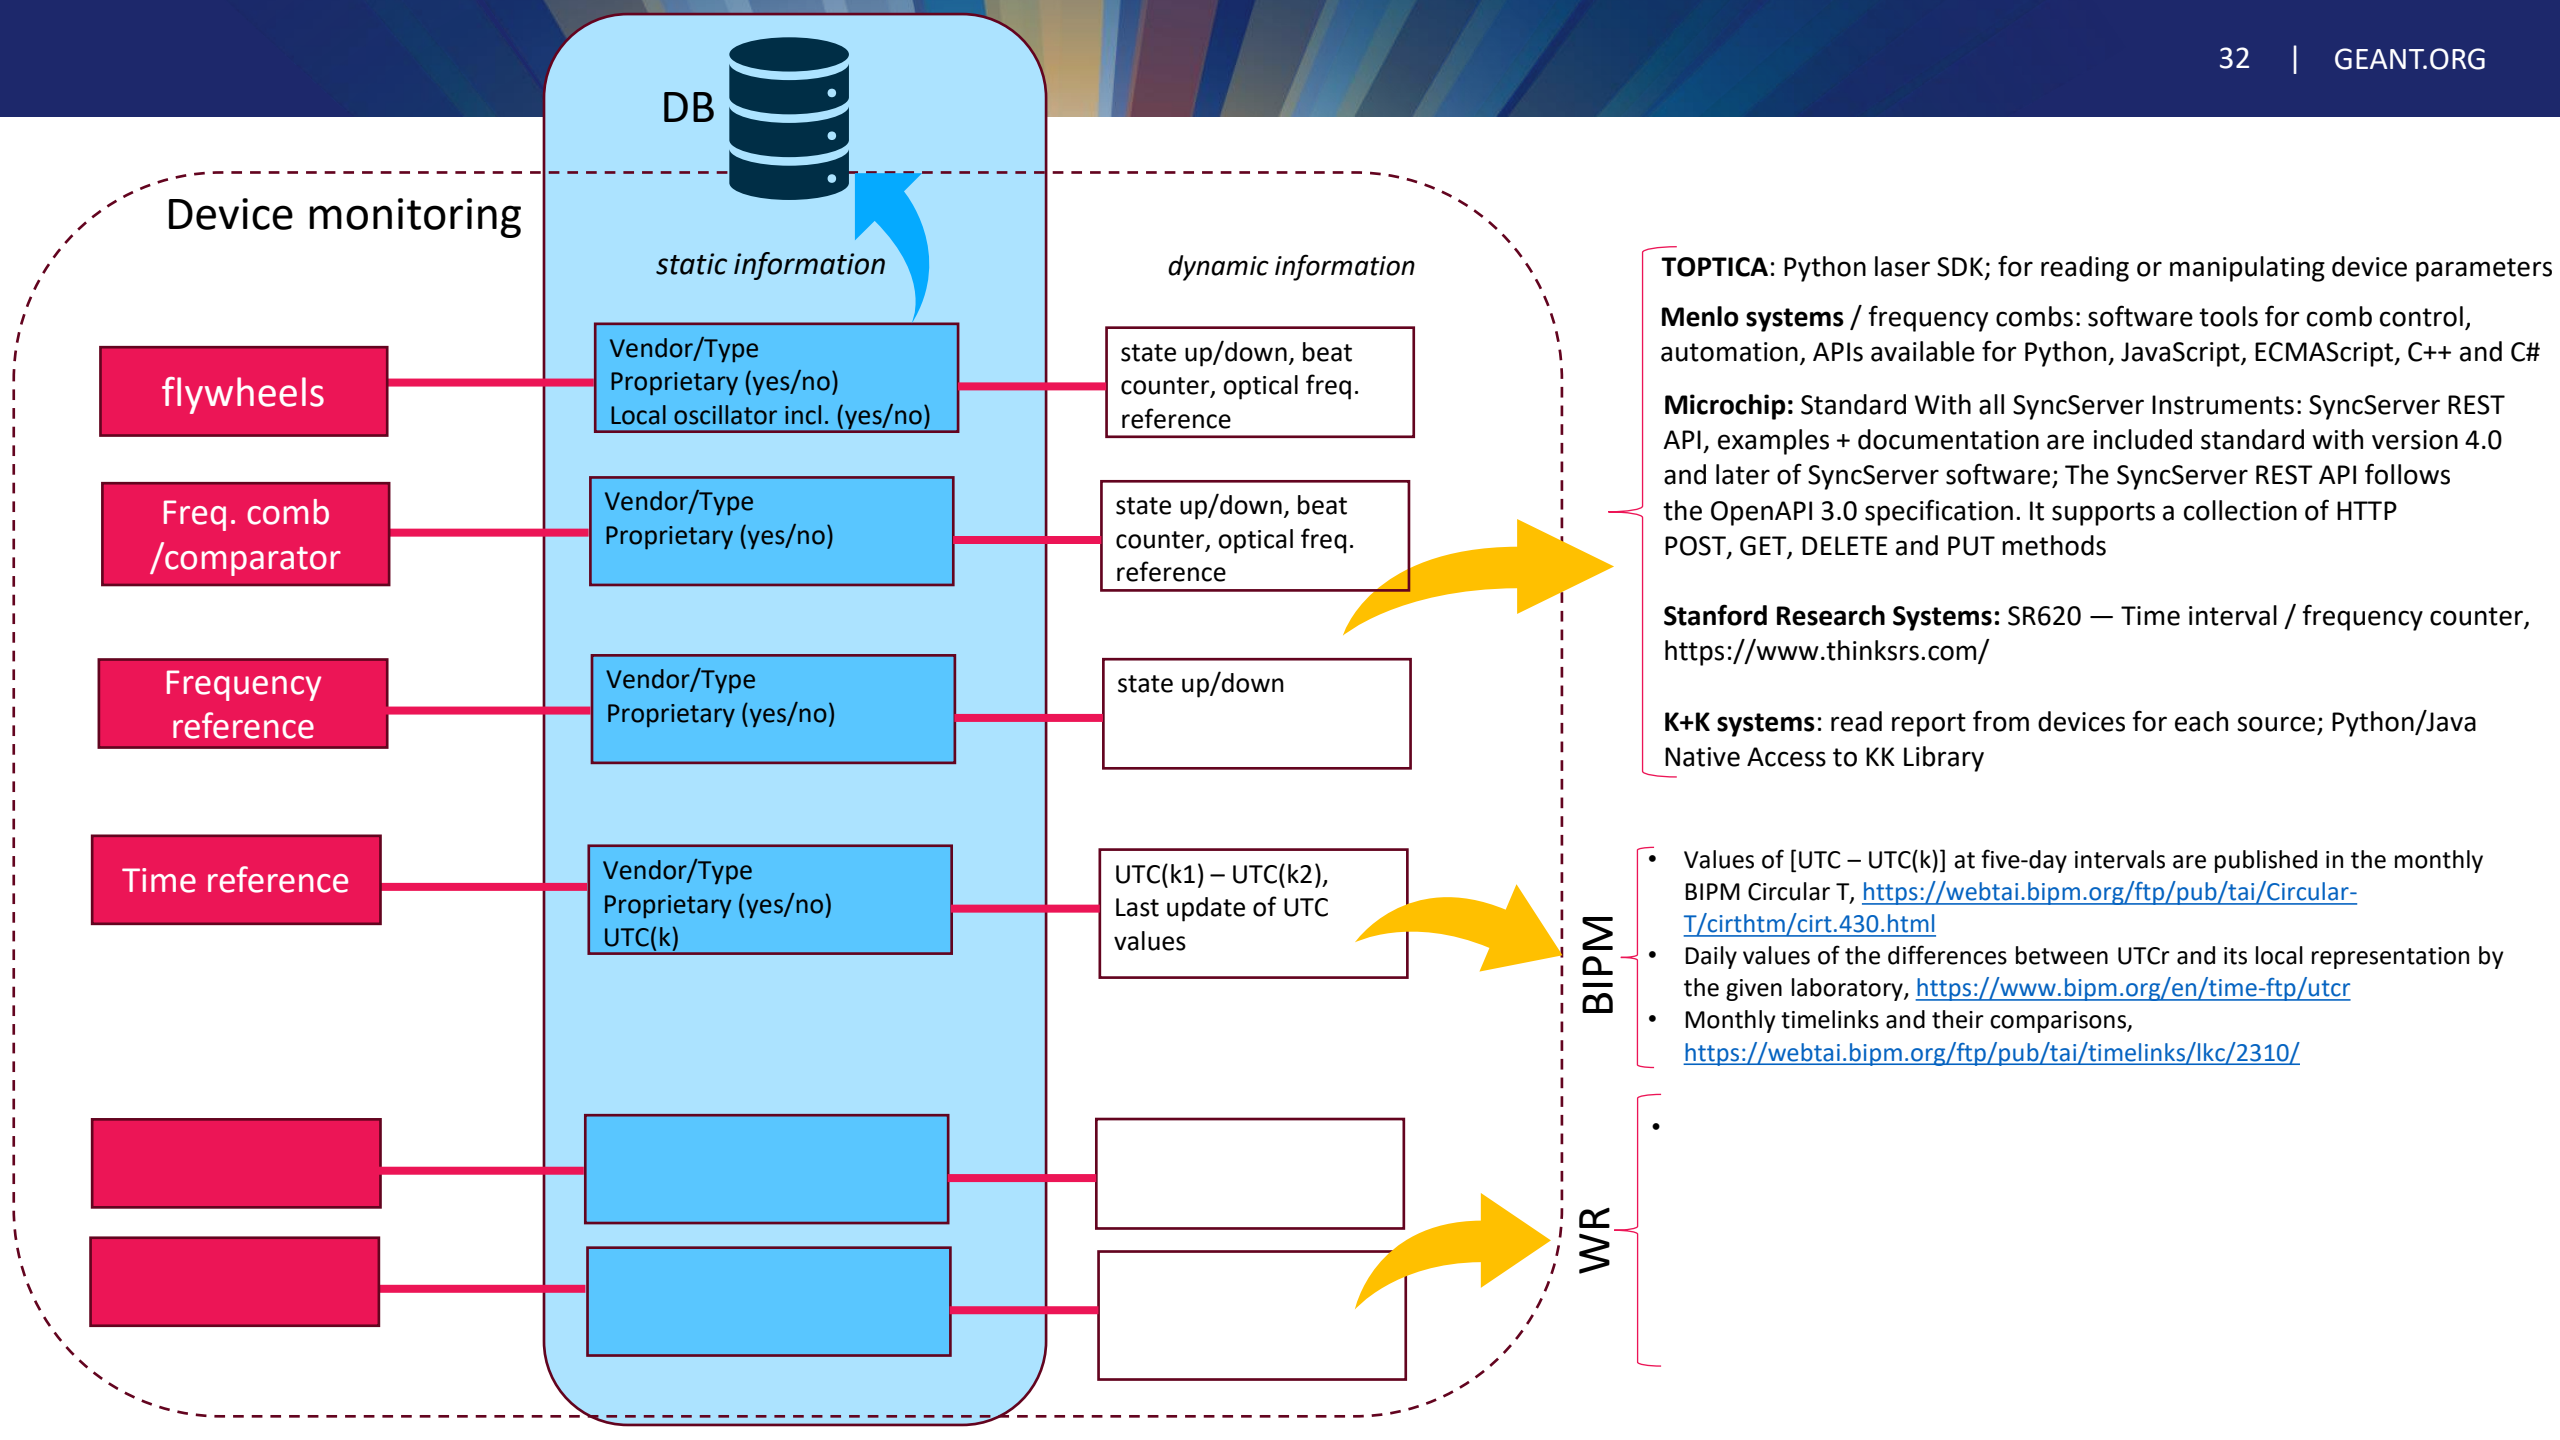 32 | GEANT.ORG
DB
Device monitoring
static information
dynamic information
flywheels
Vendor/Type
Proprietary (yes/no)
Local oscillator incl. (yes/no)
state up/down, beat
counter, optical freq.
reference
Freq. comb
/comparator
Vendor/Type
Proprietary (yes/no)
state up/down, beat
counter, optical freq.
reference
Frequency
reference
Vendor/Type
Proprietary (yes/no)
state up/down
Time reference
Vendor/Type
Proprietary (yes/no)
UTC(k)
UTC(k1) – UTC(k2),
Last update of UTC
values
TOPTICA: Python laser SDK; for reading or manipulating device parameters
Menlo systems / frequency combs: software tools for comb control,
automation, APIs available for Python, JavaScript, ECMAScript, C++ and C#
Microchip: Standard With all SyncServer Instruments: SyncServer REST
API, examples + documentation are included standard with version 4.0
and later of SyncServer software; The SyncServer REST API follows
the OpenAPI 3.0 specification. It supports a collection of HTTP
POST, GET, DELETE and PUT methods
Stanford Research Systems: SR620 — Time interval / frequency counter,
https://www.thinksrs.com/
K+K systems: read report from devices for each source; Python/Java
Native Access to KK Library
BIPM
• Values of [UTC – UTC(k)] at five-day intervals are published in the monthly
BIPM Circular T, https://webtai.bipm.org/ftp/pub/tai/Circular-
T/cirthtm/cirt.430.html
• Daily values of the differences between UTCr and its local representation by
the given laboratory, https://www.bipm.org/en/time-ftp/utcr
• Monthly timelinks and their comparisons,
https://webtai.bipm.org/ftp/pub/tai/timelinks/lkc/2310/
WR
•